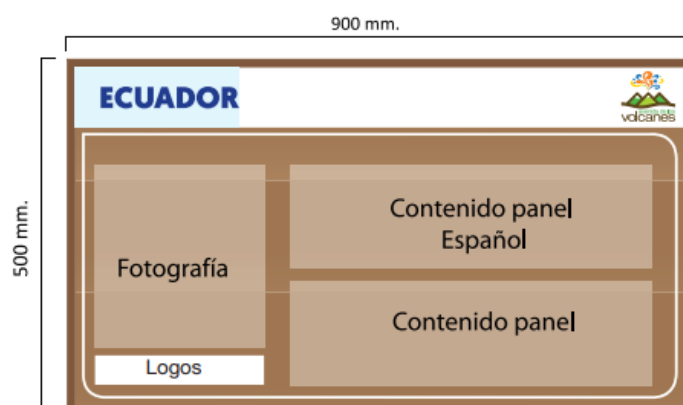 900 mm.
500 mm.
ECUADOR
volcanes
Fotografía
Contenido panel
Español
Contenido panel
Logos